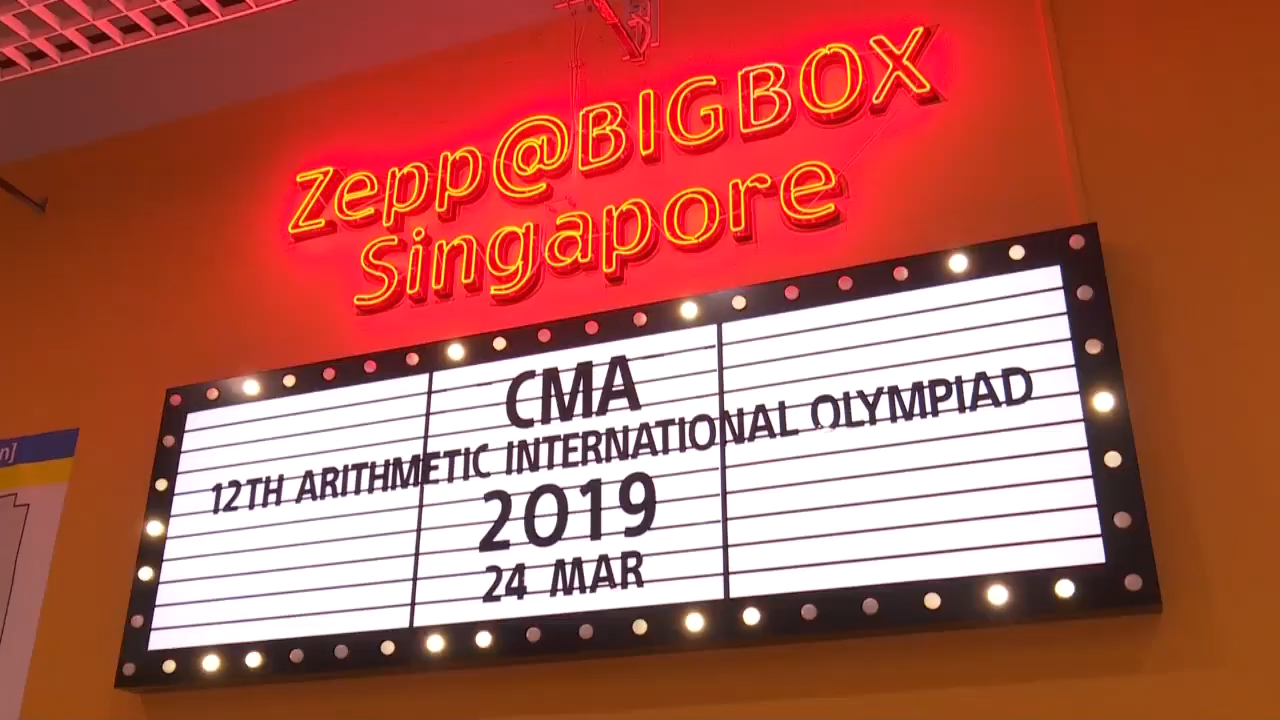 Zepp@BIGBOX
Singapore
CMA
12TH ARITHMETIC INTERNATIONAL OLYMPIAD
2019
24 MAR
n]